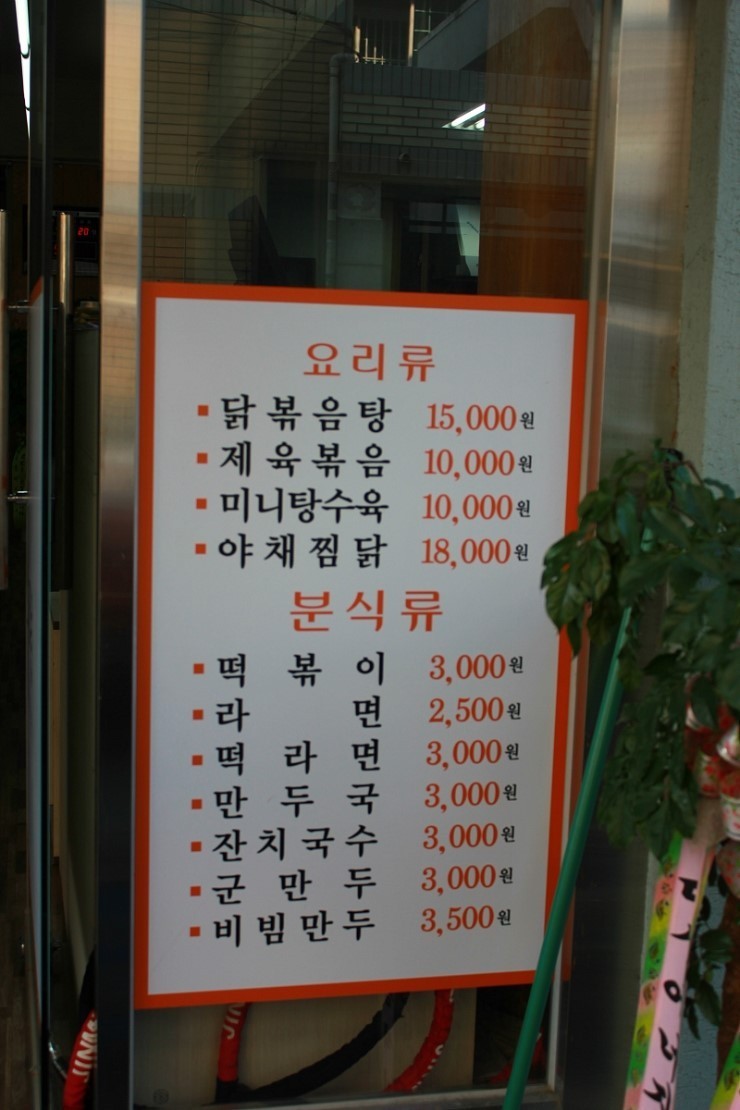 요리류
닭볶음탕 15,000원
제육볶음 10,000원
미니탕수육 10,000원
야채찜닭 18,000원
분식류
떡볶이 3,000원
라면 2,500원
떡라면 3,000원
만두국 3,000원
잔치국수 3,000원
군만두 3,000원
비빔만두 3,500원